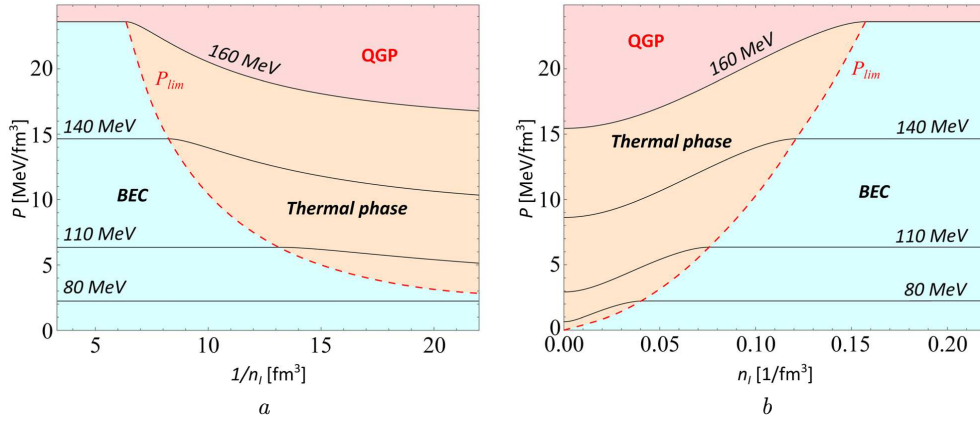 P [MeV/fm³]
20
15
10
5
0
160 MeV
QGP
P_lim
140 MeV
BEC
Thermal phase
110 MeV
80 MeV
5
10
15
20
1/n_I [fm³]
a
P [MeV/fm³]
20
15
10
5
0
QGP
160 MeV
P_lim
Thermal phase
140 MeV
BEC
110 MeV
80 MeV
0.00
0.05
0.10
0.15
0.20
n_I [1/fm³]
b